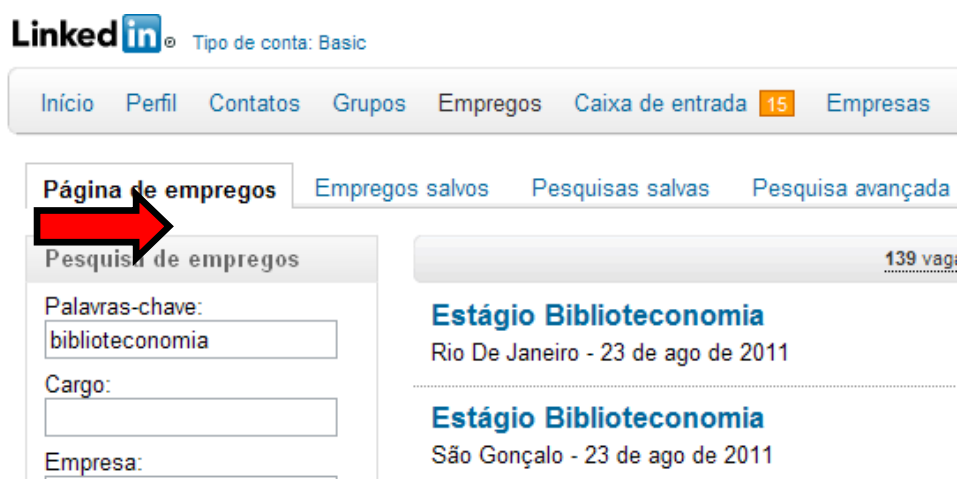 Linked in ® Tipo de conta: Basic
Início Perfil Contatos Grupos Empregos Caixa de entrada 15 Empresas
Página de empregos Empregos salvos Pesquisas salvas Pesquisa avançada
Pesquisa de empregos
139
Palavras-chave:
biblioteconomia
Cargo:
Empresa:
Estágio Biblioteconomia
Rio De Janeiro - 23 de ago de 2011
Estágio Biblioteconomia
São Gonçalo - 23 de ago de 2011